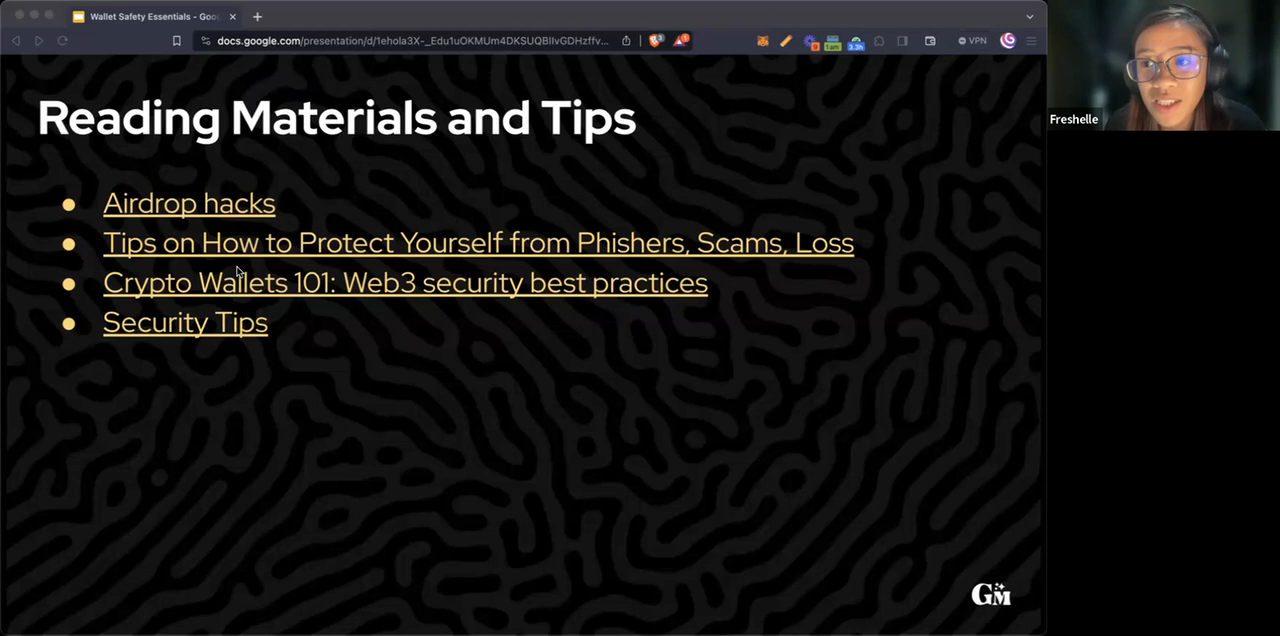 Wallet Safety Essentials - Goo
docs.google.com/presentation/d/1ehola3X-_Edu1uOKMUm4DKSUQBIIvGDHzffv...
VPN
Freshelle
Reading Materials and Tips
Airdrop hacks
Tips on How to Protect Yourself from Phishers, Scams, Loss
Crypto Wallets 101: Web3 security best practices
Security Tips
GM